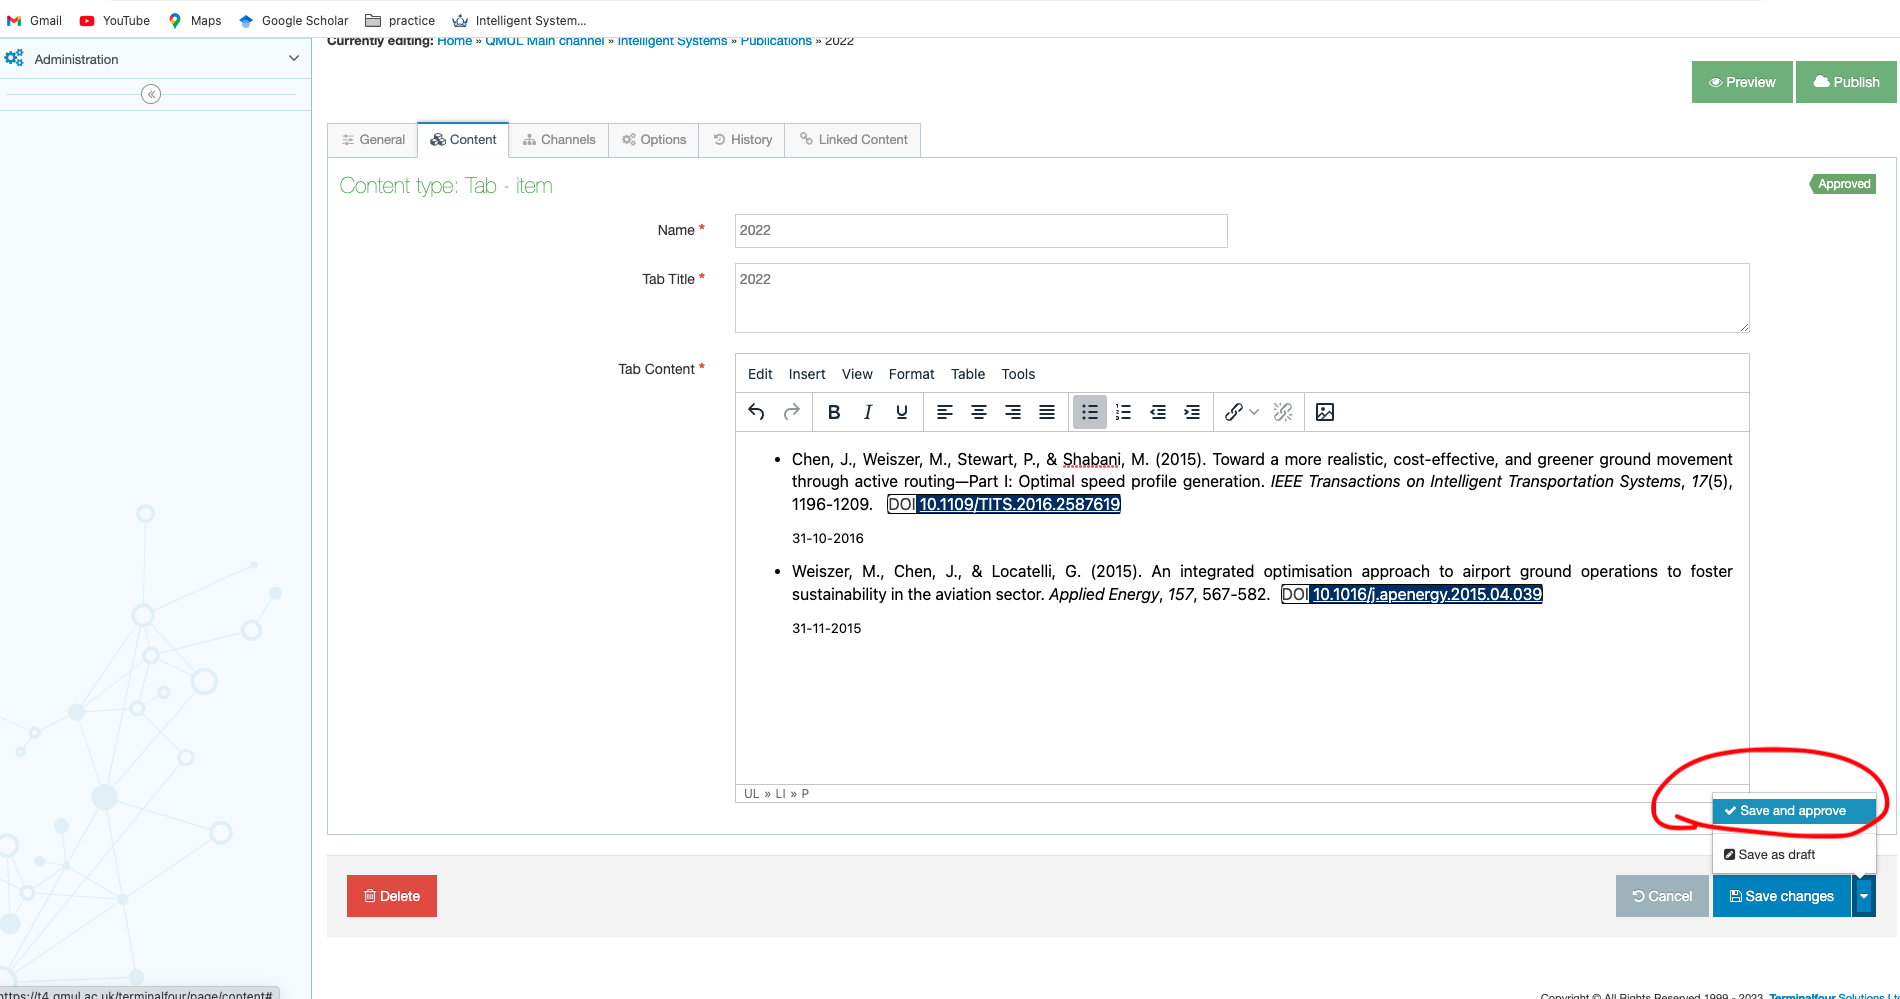 Gmail YouTube Maps Google Scholar practice Intelligent System...
Currently editing: Home » QMUL Main channel » Intelligent Systems » Publications » 2022
Administration
Preview Publish
General Content Channels Options History Linked Content
Content type: Tab - item
Approved
Name *
2022
Tab Title *
2022
Tab Content *
Edit Insert View Format Table Tools
B I U
• Chen, J., Weiszer, M., Stewart, P., & Shabani, M. (2015). Toward a more realistic, cost-effective, and greener ground movement
through active routing—Part I: Optimal speed profile generation. IEEE Transactions on Intelligent Transportation Systems, 17(5),
1196-1209. DOI 10.1109/TITS.2016.2587619
31-10-2016
• Weiszer, M., Chen, J., & Locatelli, G. (2015). An integrated optimisation approach to airport ground operations to foster
sustainability in the aviation sector. Applied Energy, 157, 567-582. DOI 10.1016/j.apenergy.2015.04.039
31-11-2015
UL » LI » P
Save and approve
Save as draft
Delete
Cancel Save changes
https://t4.qmul.ac.uk/terminalfour/page/content#
Copyright © All Rights Reserved 1999 - 2023 Terminalfour Solutions